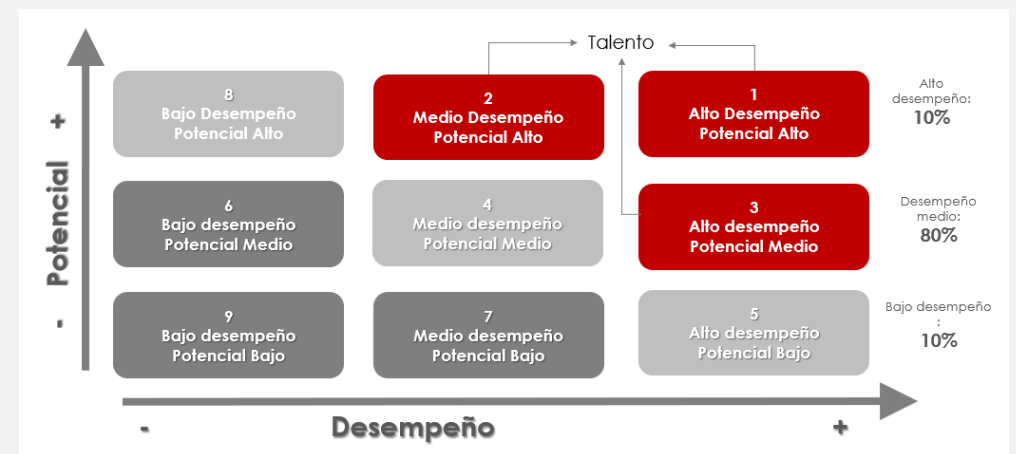 Talento
8
Bajo Desempeño
Potencial Alto
2
Medio Desempeño
Potencial Alto
1
Alto Desempeño
Potencial Alto
Alto
desempeño:
10%
6
Bajo desempeño
Potencial Medio
4
Medio desempeño
Potencial Medio
3
Alto desempeño
Potencial Medio
Desempeño
medio:
80%
9
Bajo desempeño
Potencial Bajo
7
Medio desempeño
Potencial Bajo
5
Alto desempeño
Potencial Bajo
Bajo desempeño
:
10%
- Potencial +
- Desempeño +